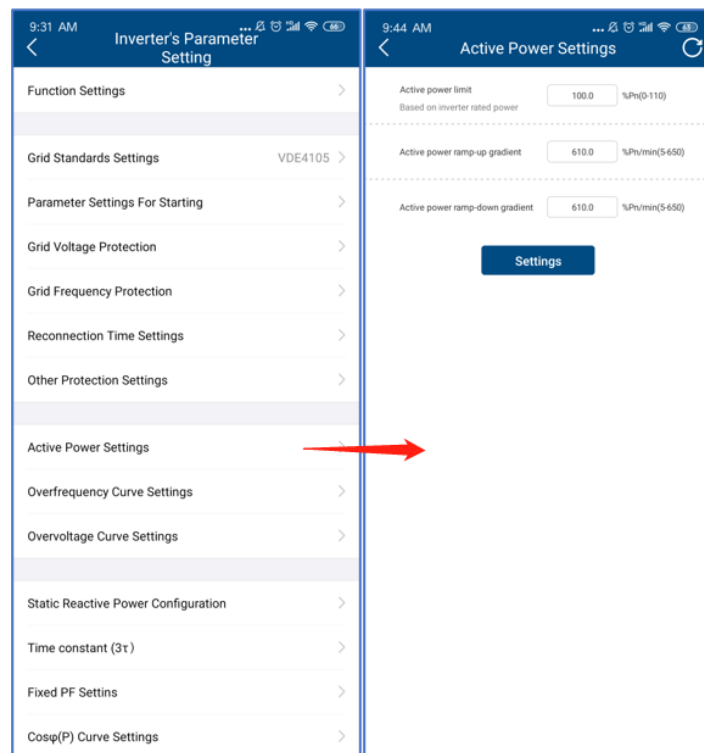 9:31 AM
Inverter's Parameter
Setting
Function Settings
Grid Standards Settings VDE4105
Parameter Settings For Starting
Grid Voltage Protection
Grid Frequency Protection
Reconnection Time Settings
Other Protection Settings
Active Power Settings
Overfrequency Curve Settings
Overvoltage Curve Settings
Static Reactive Power Configuration
Time constant (3τ)
Fixed PF Settins
Cosφ(P) Curve Settings
9:44 AM
Active Power Settings
Active power limit 100.0 %Pn(0-110)
Based on inverter rated power
Active power ramp-up gradient 610.0 %Pn/min(5-650)
Active power ramp-down gradient 610.0 %Pn/min(5-650)
Settings